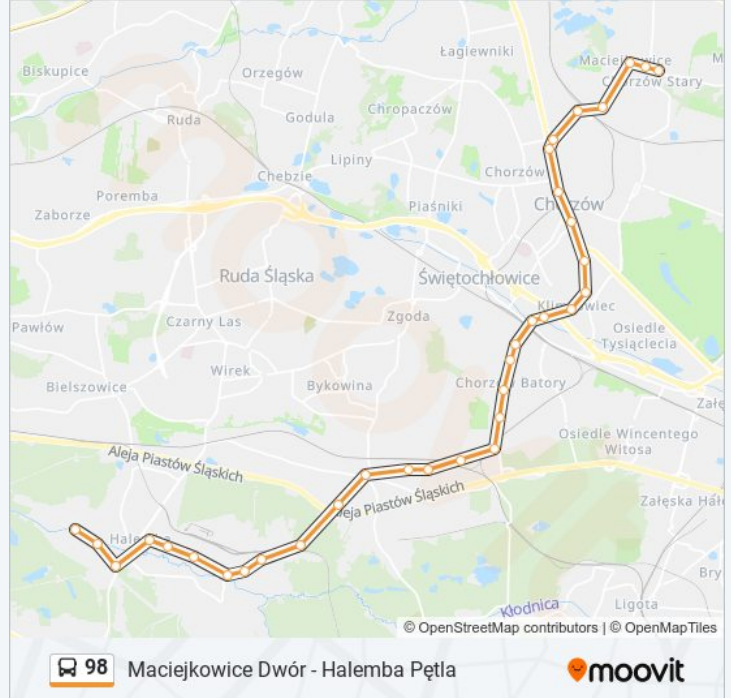 Łagiewniki
Maciejkowice
Biskupice
Orzegów
Chorzów Stary
Ruda
Godula
Chropaczów
Lipiny
Chebzie
Chorzów
Poremba
Piaśniki
Chorzów
Zaborze
Ruda Śląska
Świętochłowice
Klimzowiec
Pawłów
Czarny Las
Zgoda
Osiedle
Tysiąclecia
Wirek
Bielszowice
Bykowina
Chorzów Batory
Załę
Osiedle Wincentego
Witosa
Aleja Piastów Śląskich
Aleja Piastów Śląskich
Załęska Hałd
Halemba
Bry
Kłodnica
Ligota
© OpenStreetMap contributors | © OpenMapTiles
98 Maciejkowice Dwór - Halemba Pętla
moovit